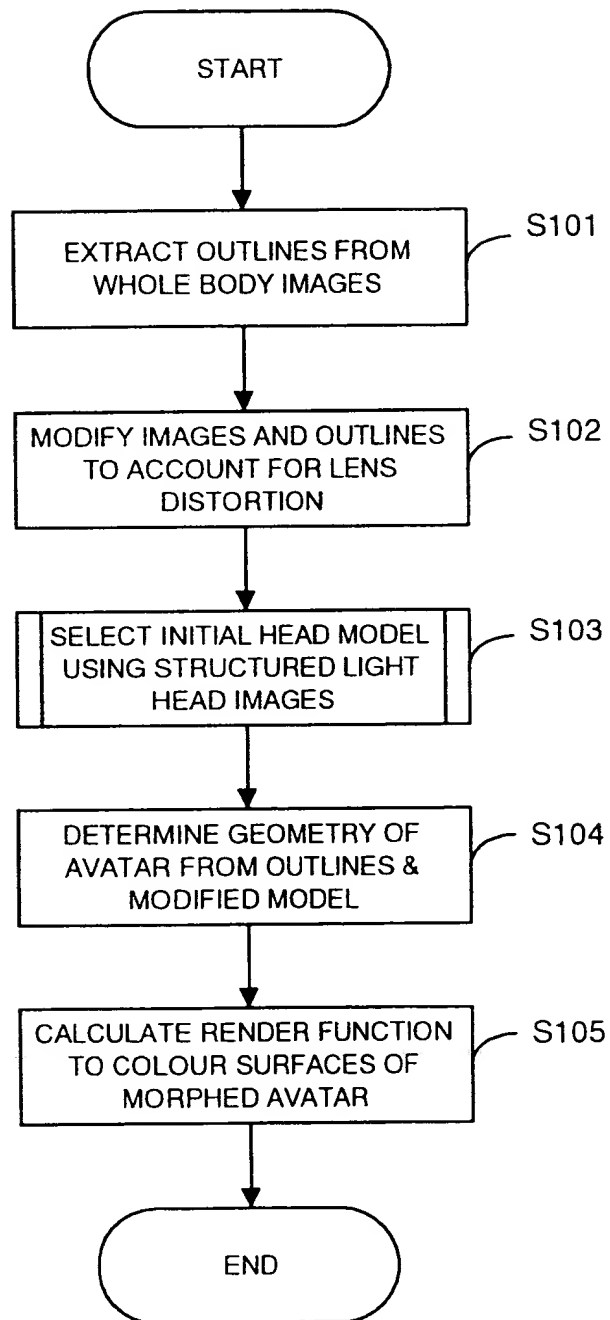 START
EXTRACT OUTLINES FROM
WHOLE BODY IMAGES
S101
MODIFY IMAGES AND OUTLINES
TO ACCOUNT FOR LENS
DISTORTION
S102
SELECT INITIAL HEAD MODEL
USING STRUCTURED LIGHT
HEAD IMAGES
S103
DETERMINE GEOMETRY OF
AVATAR FROM OUTLINES &
MODIFIED MODEL
S104
CALCULATE RENDER FUNCTION
TO COLOUR SURFACES OF
MORPHED AVATAR
S105
END